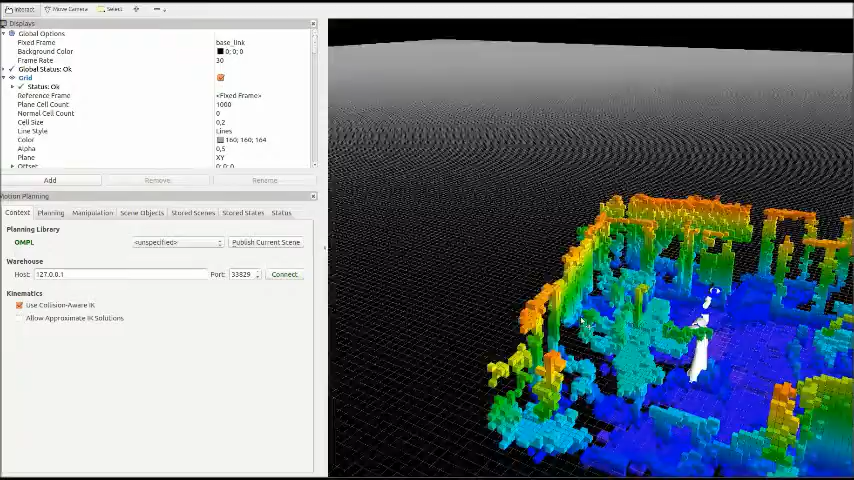 Interact Move Camera Select
Displays
Global Options
Fixed Frame base_link
Background Color 0; 0; 0
Frame Rate 30
Global Status: Ok
Grid
Status: Ok
Reference Frame <Fixed Frame>
Plane Cell Count 1000
Normal Cell Count 0
Cell Size 0,2
Line Style Lines
Color 160; 160; 164
Alpha 0,5
Plane XY
Offset 0; 0; 0
Add Remove Rename
Motion Planning
Context Planning Manipulation Scene Objects Stored Scenes Stored States Status
Planning Library
OMPL <unspecified> Publish Current Scene
Warehouse
Host: 127.0.0.1 Port: 33829 Connect
Kinematics
Use Collision-Aware IK
Allow Approximate IK Solutions